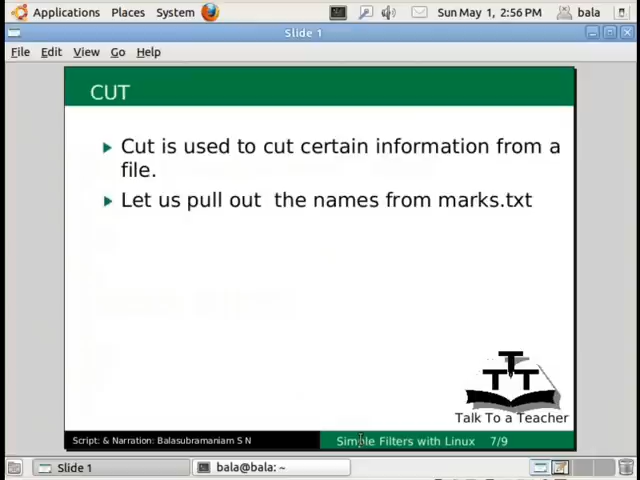 Applications Places System Sun May 1, 2:56 PM bala
Slide 1
File Edit View Go Help
CUT
Cut is used to cut certain information from a
file.
Let us pull out the names from marks.txt
T
T T
Talk To a Teacher
Script: & Narration: Balasubramaniam S N Simple Filters with Linux 7/9
Slide 1 bala@bala: ~